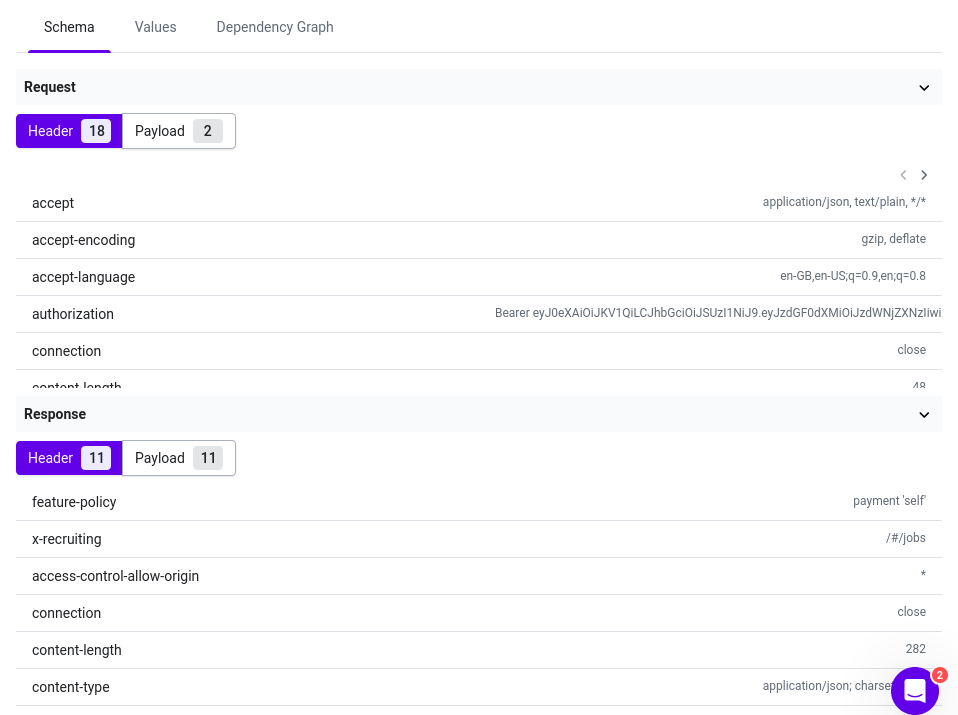 Schema Values Dependency Graph
Request
Header 18 Payload 2
accept application/json, text/plain, */*
accept-encoding gzip, deflate
accept-language en-GB,en-US;q=0.9,en;q=0.8
authorization Bearer eyJ0eXAiOiJKV1QiLCJhbGciOiJSUzI1NiJ9.eyJzdGF0dXMiOiJzdWNjZXNzIiwi
connection close
content-length 48
Response
Header 11 Payload 11
feature-policy payment 'self'
x-recruiting /#/jobs
access-control-allow-origin *
connection close
content-length 282
content-type application/json; charse
2